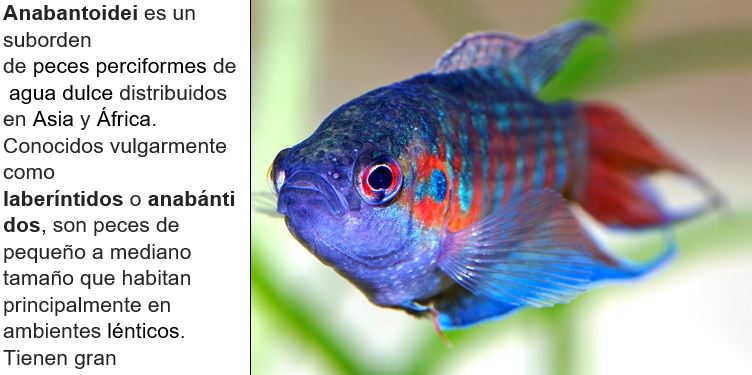 Anabantoidei es un
suborden
de peces perciformes de
agua dulce distribuidos
en Asia y África.
Conocidos vulgarmente
como
laberíntidos o anabánti
dos, son peces de
pequeño a mediano
tamaño que habitan
principalmente en
ambientes lénticos.
Tienen gran